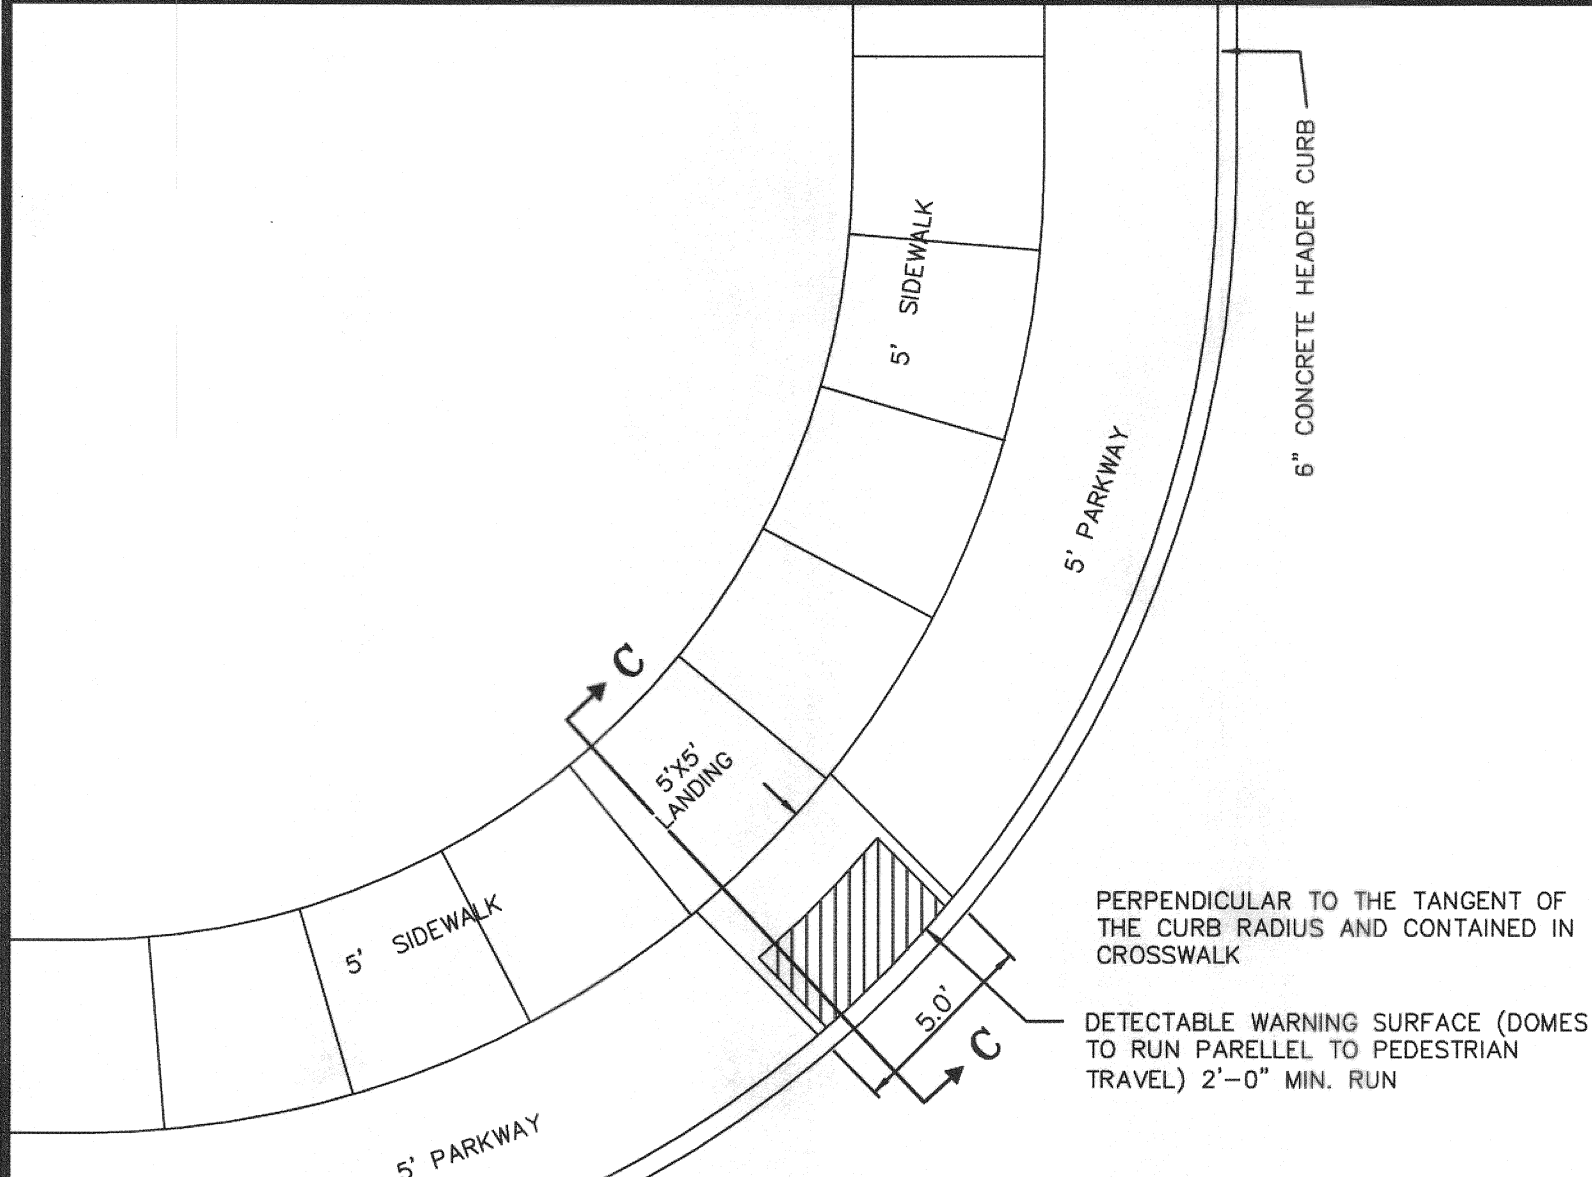 6" CONCRETE HEADER CURB
5' SIDEWALK
5' PARKWAY
C
5'X5'
LANDING
5' SIDEWALK
PERPENDICULAR TO THE TANGENT OF
THE CURB RADIUS AND CONTAINED IN
CROSSWALK
5.0'
DETECTABLE WARNING SURFACE (DOMES
TO RUN PARELLEL TO PEDESTRIAN
TRAVEL) 2'-0" MIN. RUN
C
5' PARKWAY